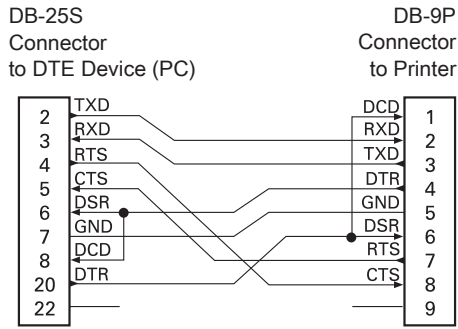 DB-25S
Connector
to DTE Device (PC)
DB-9P
Connector
to Printer
2 TXD DCD 1
3 RXD RXD 2
4 RTS TXD 3
5 CTS DTR 4
6 DSR GND 5
7 GND DSR 6
8 DCD RTS 7
20 DTR CTS 8
22 9